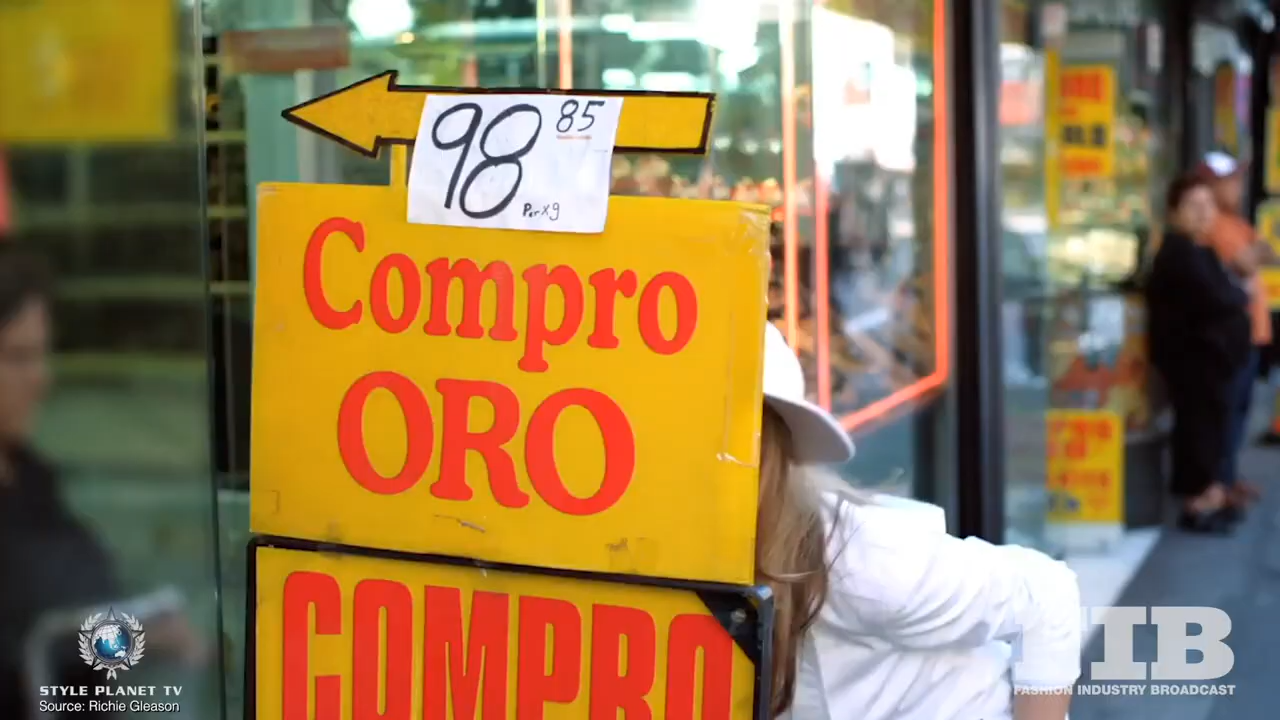 98 85
Per x g
Compro
ORO
COMPRO
STYLE PLANET TV
Source: Richie Gleason
FIB
FASHION INDUSTRY BROADCAST